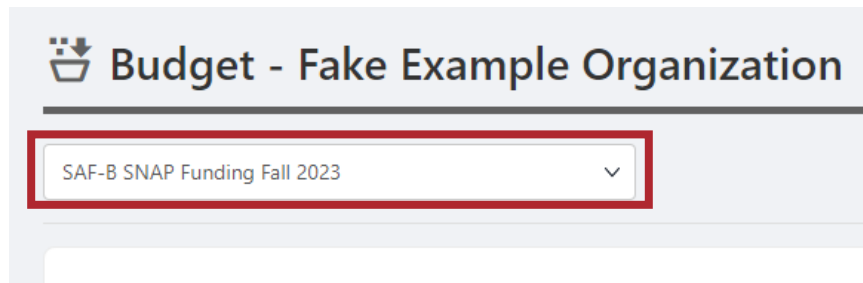 Budget - Fake Example Organization
SAF-B SNAP Funding Fall 2023